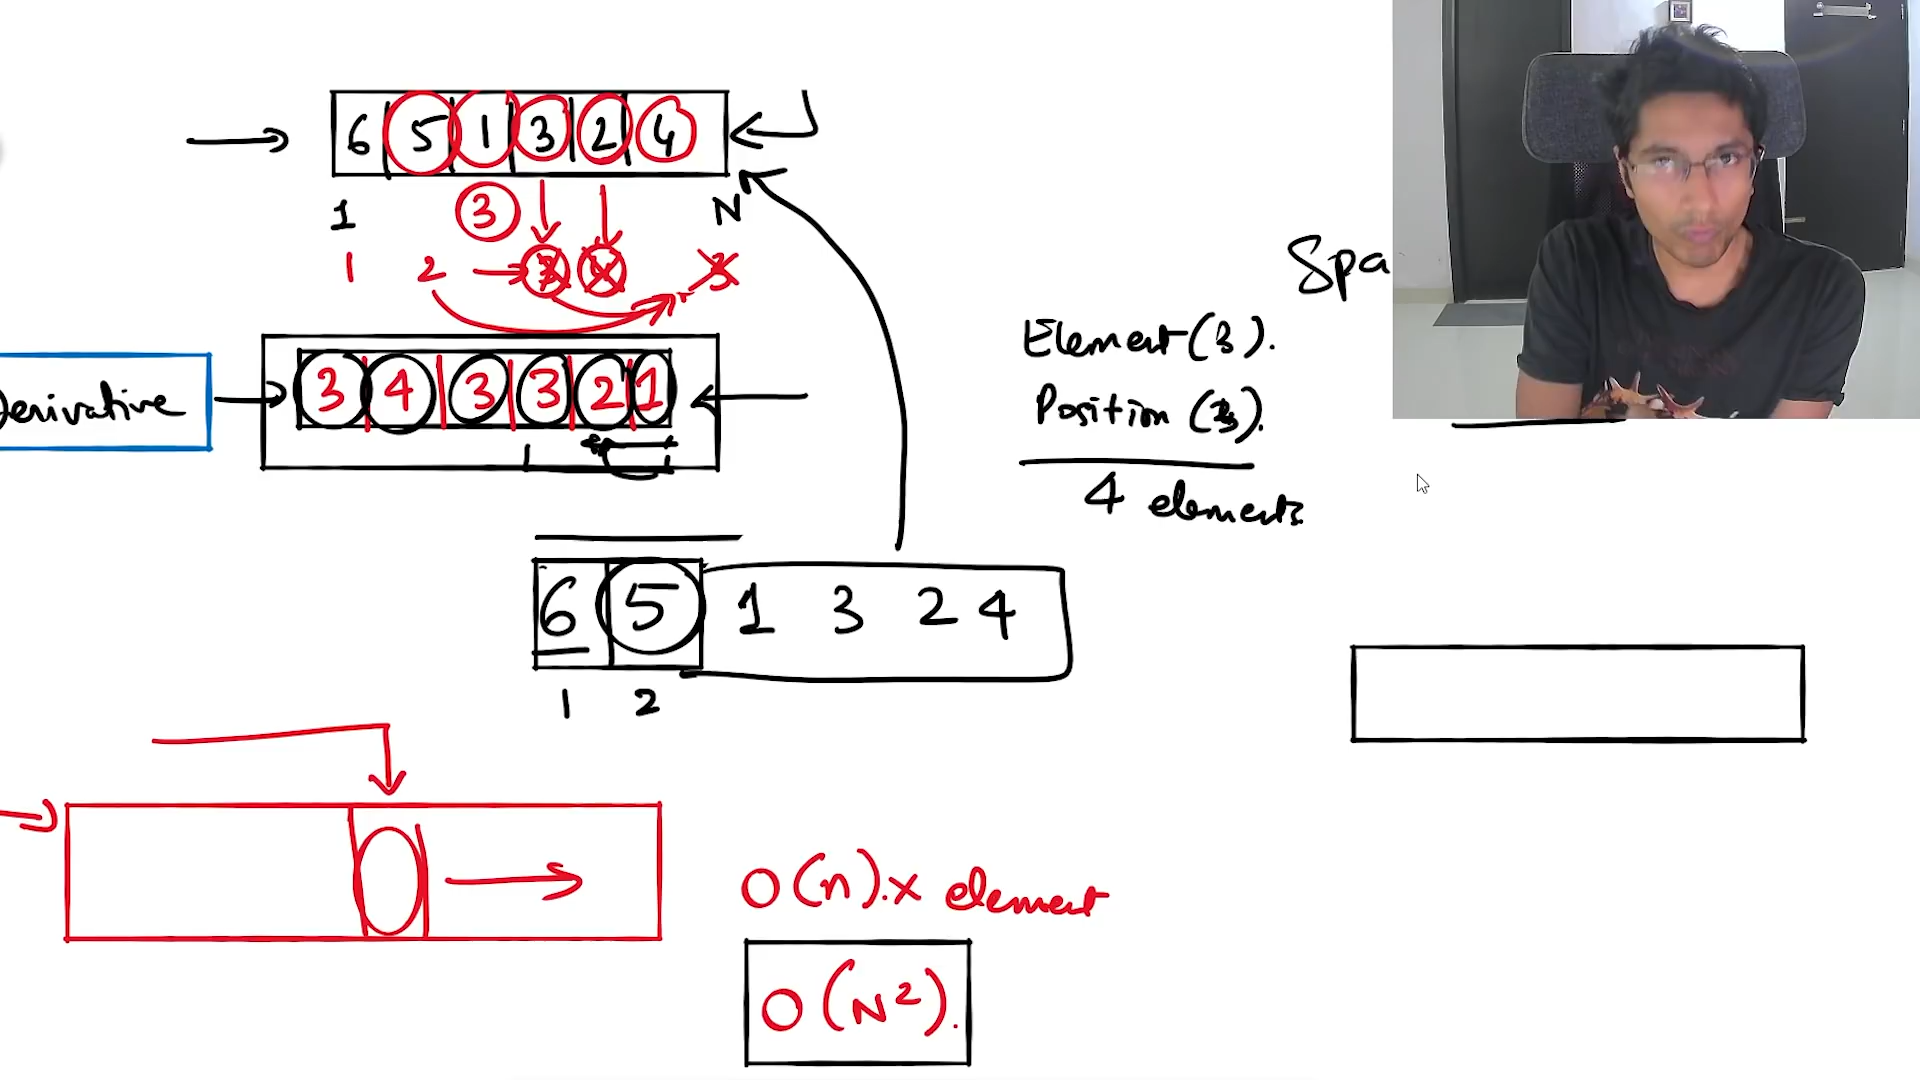 6 5 1 3 2 4
1 3 N
1 2
3 4 3 3 2 1
Derivative
Spa
Element (3).
Position (3).
4 elements
6 5 1 3 2 4
1 2
O(n).x element
O(N²).